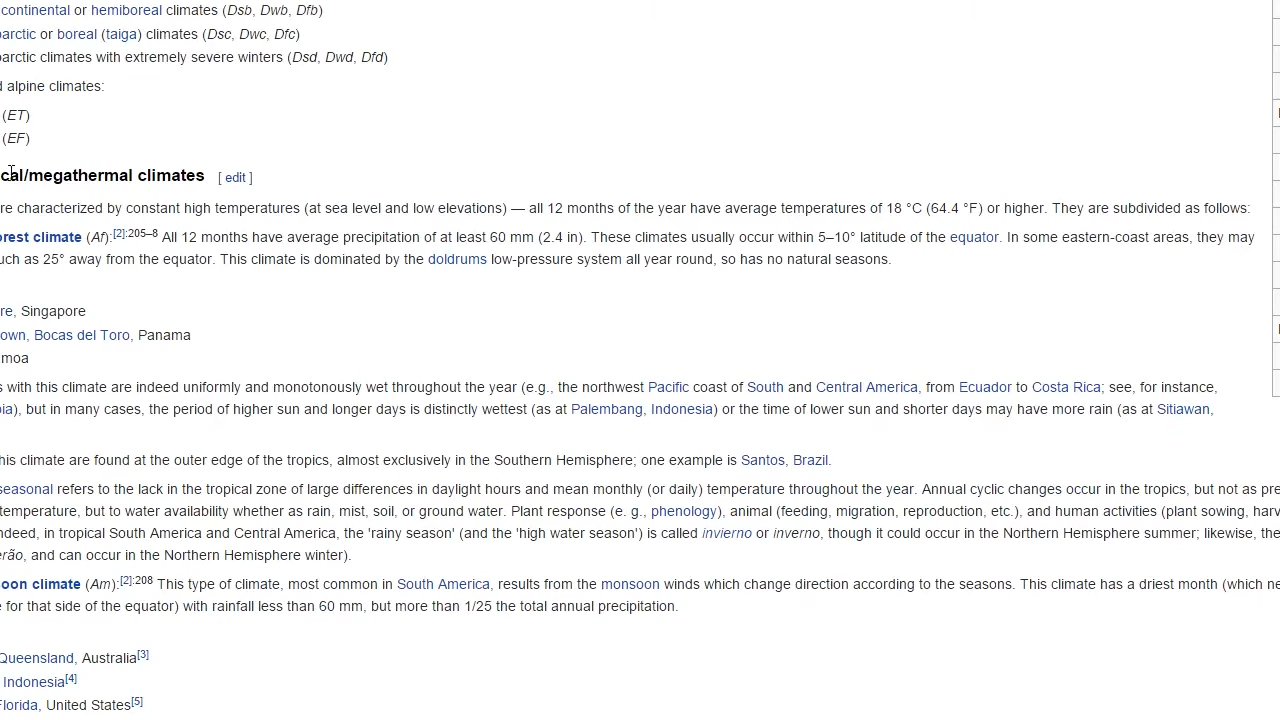 continental or hemiboreal climates (Dsb, Dwb, Dfb)
arctic or boreal (taiga) climates (Dsc, Dwc, Dfc)
arctic climates with extremely severe winters (Dsd, Dwd, Dfd)
alpine climates:
(ET)
(EF)
cal/megathermal climates [ edit ]
re characterized by constant high temperatures (at sea level and low elevations) — all 12 months of the year have average temperatures of 18 °C (64.4 °F) or higher. They are subdivided as follows:
orest climate (Af):[2]:205–8 All 12 months have average precipitation of at least 60 mm (2.4 in). These climates usually occur within 5–10° latitude of the equator. In some eastern-coast areas, they may
uch as 25° away from the equator. This climate is dominated by the doldrums low-pressure system all year round, so has no natural seasons.
re, Singapore
own, Bocas del Toro, Panama
moa
s with this climate are indeed uniformly and monotonously wet throughout the year (e.g., the northwest Pacific coast of South and Central America, from Ecuador to Costa Rica; see, for instance,
ia), but in many cases, the period of higher sun and longer days is distinctly wettest (as at Palembang, Indonesia) or the time of lower sun and shorter days may have more rain (as at Sitiawan,
his climate are found at the outer edge of the tropics, almost exclusively in the Southern Hemisphere; one example is Santos, Brazil.
seasonal refers to the lack in the tropical zone of large differences in daylight hours and mean monthly (or daily) temperature throughout the year. Annual cyclic changes occur in the tropics, but not as pre
temperature, but to water availability whether as rain, mist, soil, or ground water. Plant response (e. g., phenology), animal (feeding, migration, reproduction, etc.), and human activities (plant sowing, harv
ndeed, in tropical South America and Central America, the 'rainy season' (and the 'high water season') is called invierno or inverno, though it could occur in the Northern Hemisphere summer; likewise, the
erão, and can occur in the Northern Hemisphere winter).
oon climate (Am):[2]:208 This type of climate, most common in South America, results from the monsoon winds which change direction according to the seasons. This climate has a driest month (which ne
e for that side of the equator) with rainfall less than 60 mm, but more than 1/25 the total annual precipitation.
Queensland, Australia[3]
Indonesia[4]
Florida, United States[5]